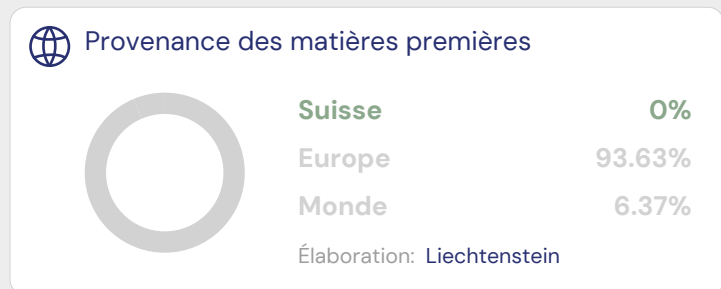 Provenance des matières premières
Suisse 0%
Europe 93.63%
Monde 6.37%
Élaboration: Liechtenstein